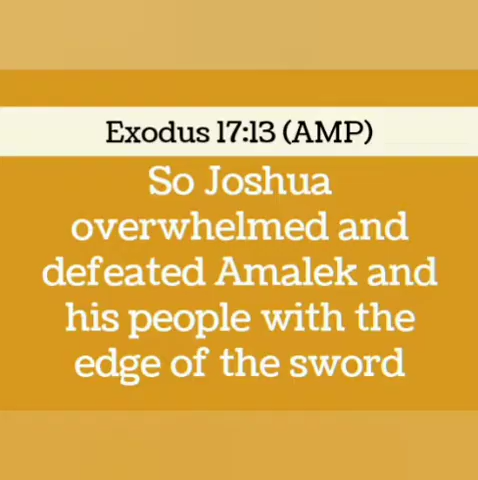 Exodus 17:13 (AMP)
So Joshua
overwhelmed and
defeated Amalek and
his people with the
edge of the sword